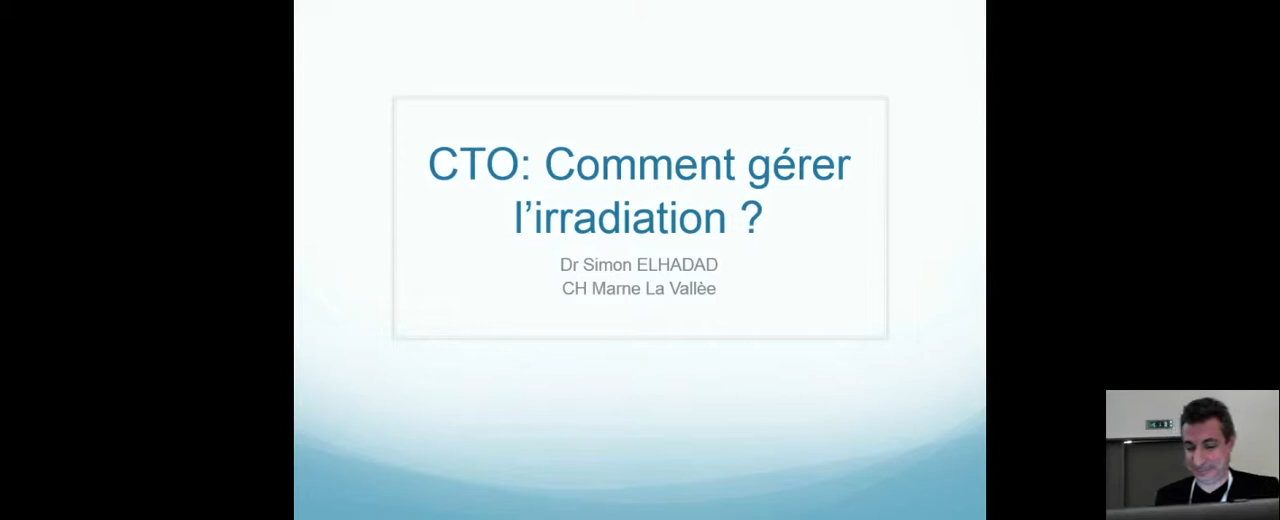 CTO: Comment gérer
l’irradiation ?
Dr Simon ELHADAD
CH Marne La Vallèe